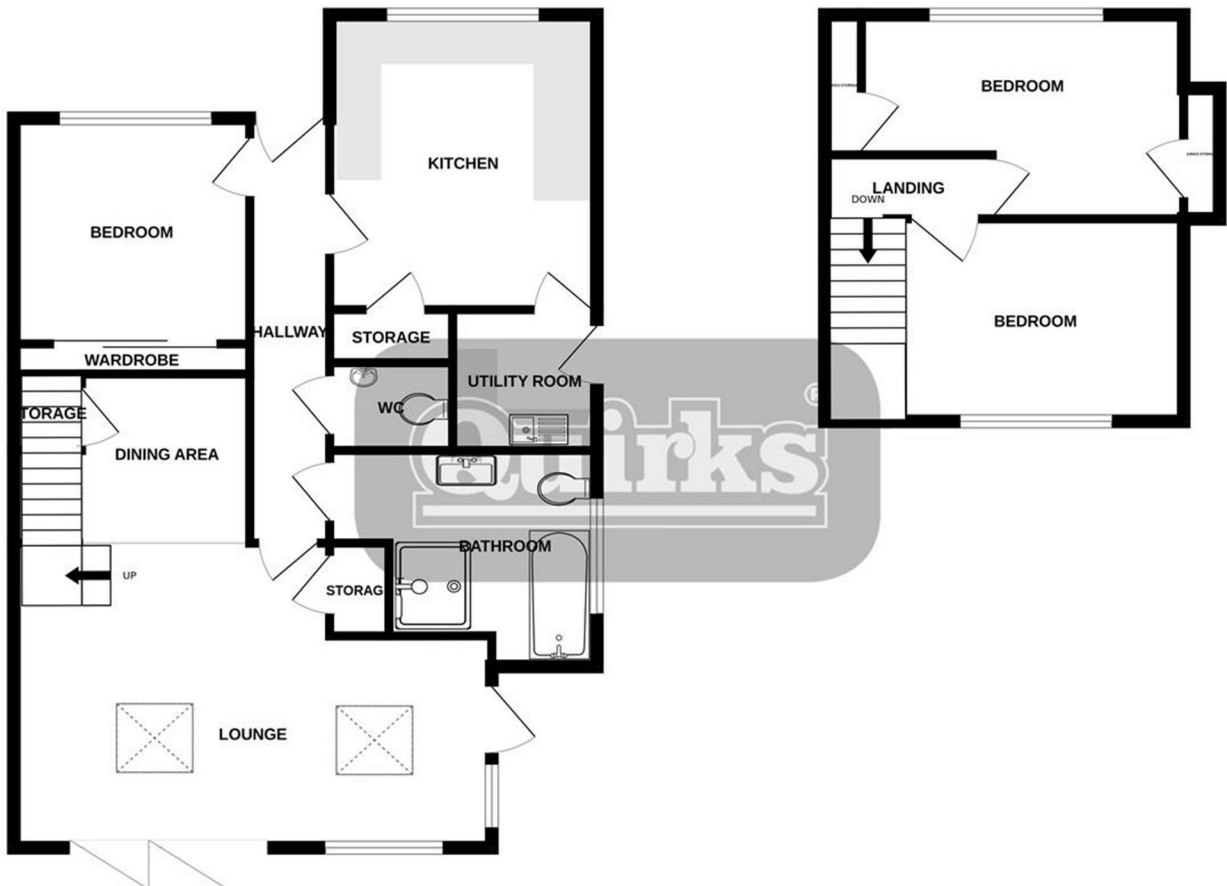 KITCHEN
BEDROOM
HALLWAY
STORAGE
WARDROBE
UTILITY ROOM
WC
TORAGE
DINING AREA
Quirks
®
BATHROOM
UP
STORAG
LOUNGE
BEDROOM
LANDING
DOWN
BEDROOM